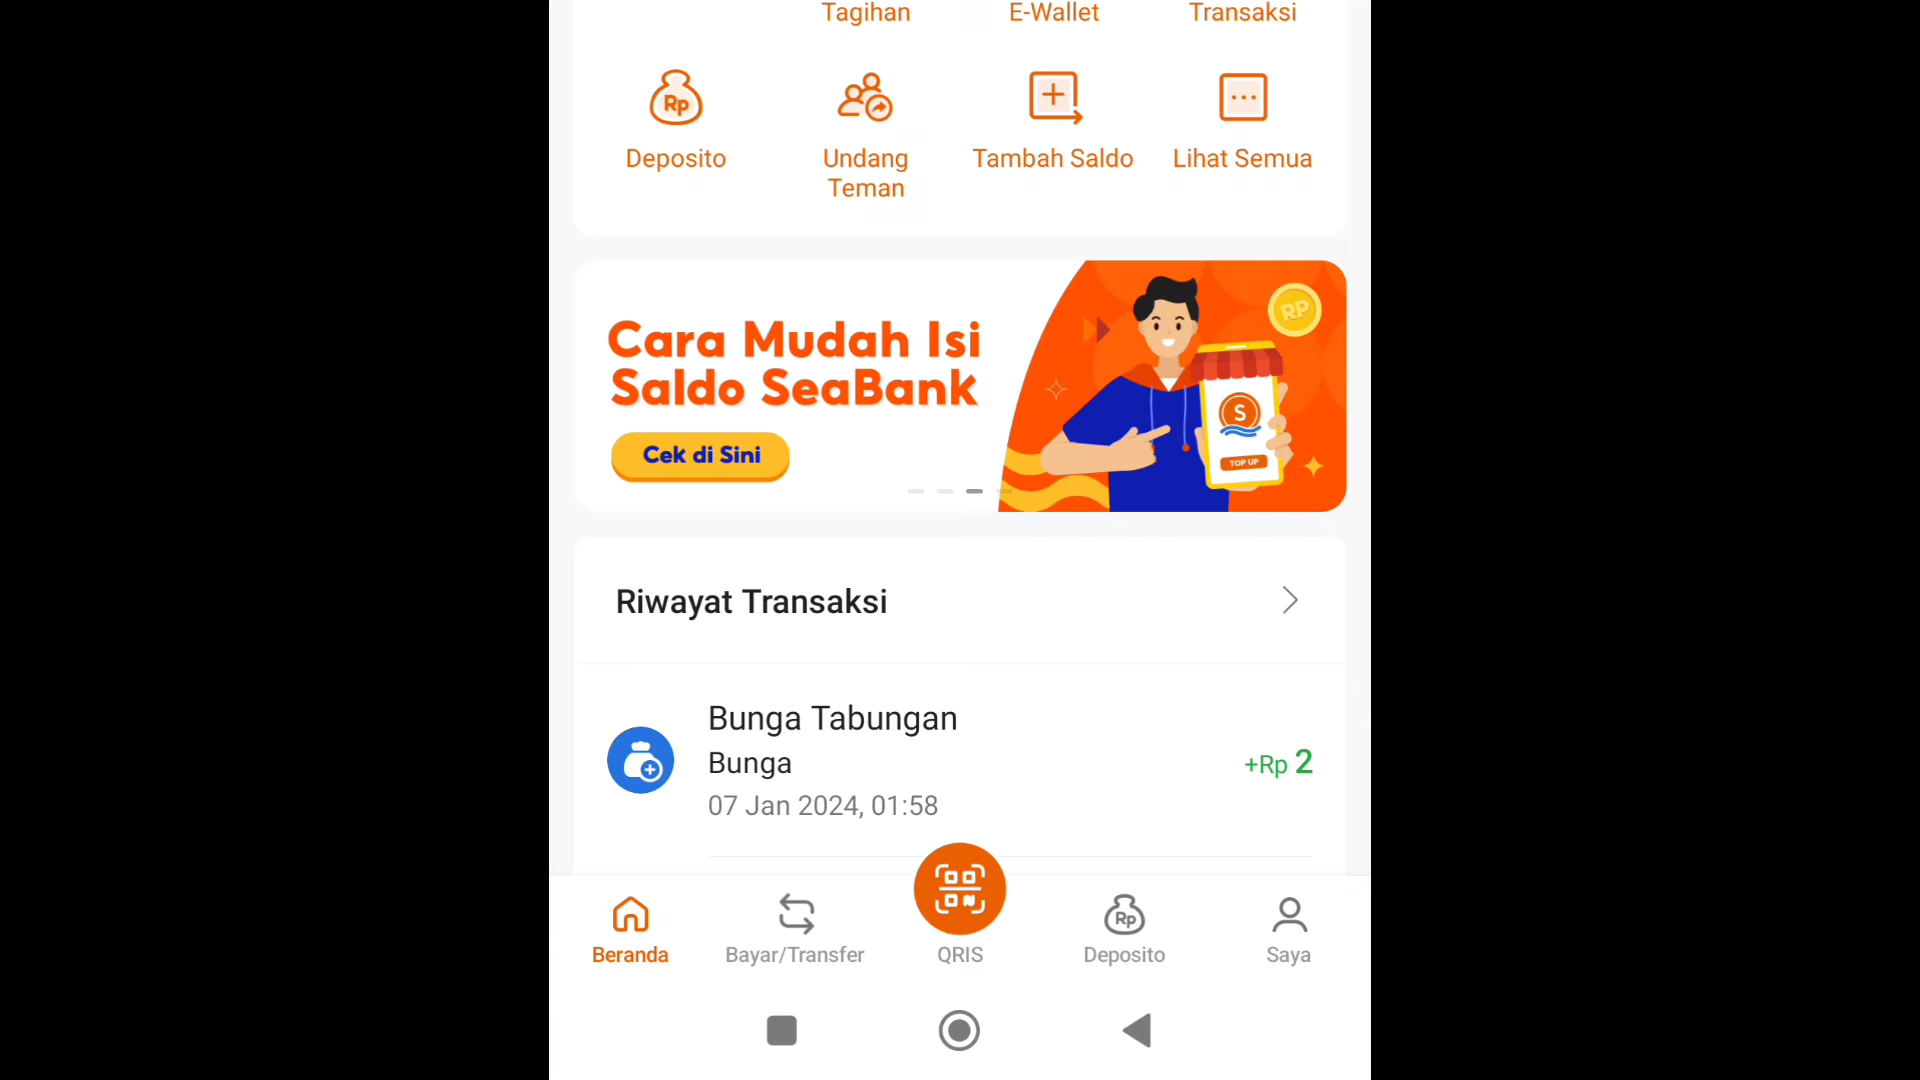 Tagihan
E-Wallet
Transaksi
Rp
Deposito
Undang
Teman
Tambah Saldo
Lihat Semua
Cara Mudah Isi
Saldo SeaBank
Cek di Sini
RP
S
TOP UP
Riwayat Transaksi
Bunga Tabungan
Bunga
+Rp 2
07 Jan 2024, 01:58
Beranda
Bayar/Transfer
QRIS
Rp
Deposito
Saya